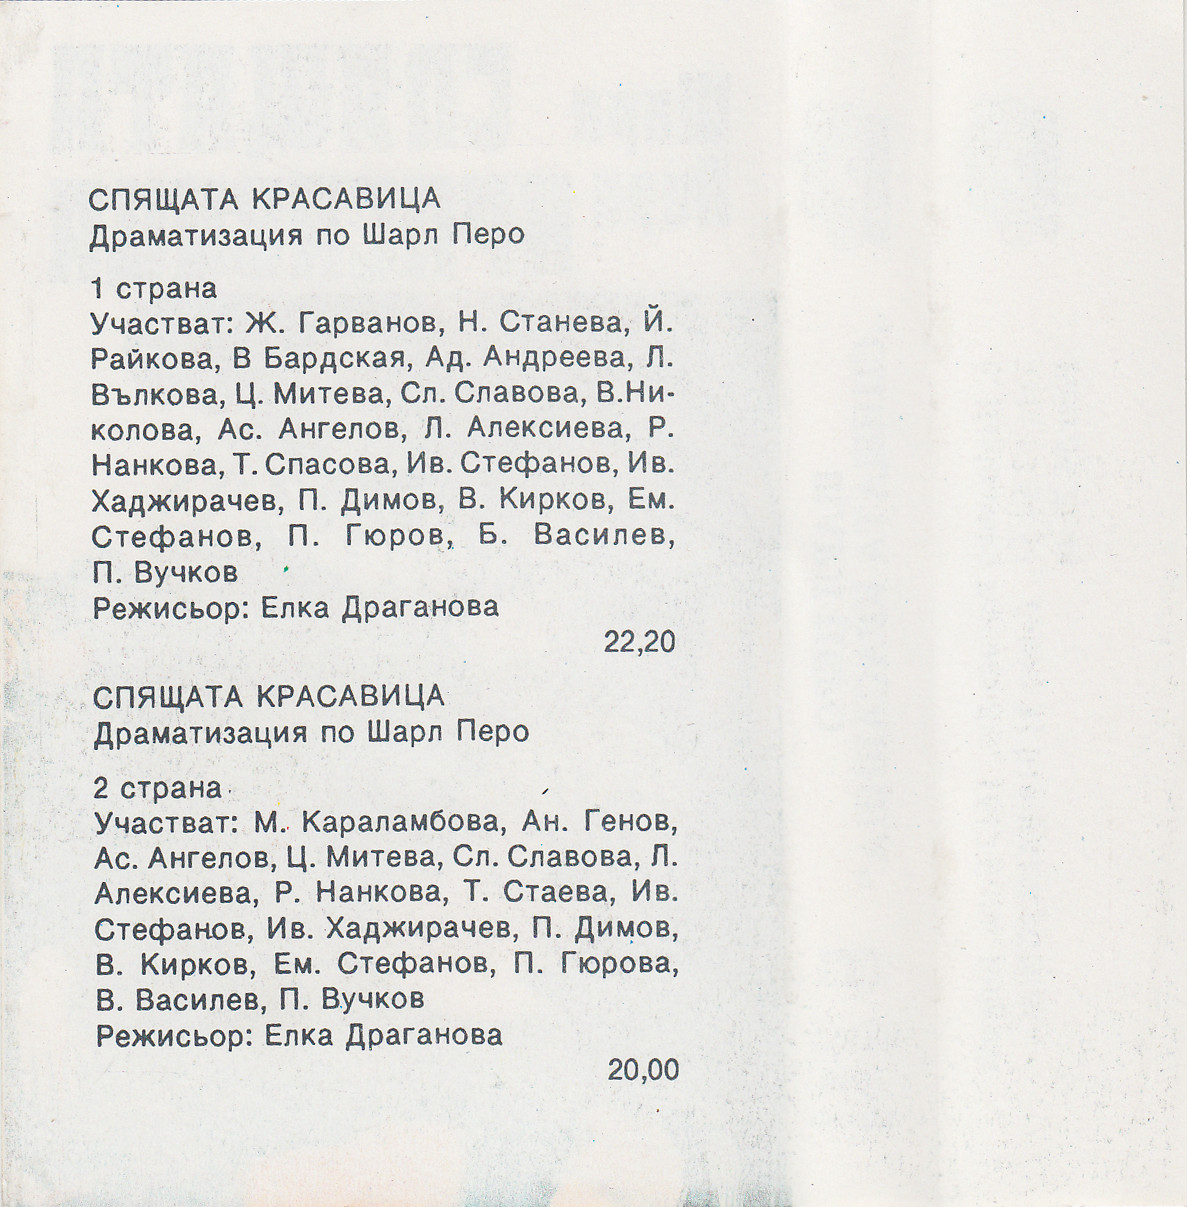 СПЯЩАТА КРАСАВИЦА
Драматизация по Шарл Перо
1 страна
Участват: Ж. Гарванов, Н. Станева, Й.
Райкова, В Бардская, Ад. Андреева, Л.
Вълкова, Ц. Митева, Сл. Славова, В.Ни-
колова, Ас. Ангелов, Л. Алексиева, Р.
Нанкова, Т. Спасова, Ив. Стефанов, Ив.
Хаджирачев, П. Димов, В. Кирков, Ем.
Стефанов, П. Гюров, Б. Василев,
П. Вучков
Режисьор: Елка Драганова
22,20
СПЯЩАТА КРАСАВИЦА
Драматизация по Шарл Перо
2 страна
Участват: М. Караламбова, Ан. Генов,
Ас. Ангелов, Ц. Митева, Сл. Славова, Л.
Алексиева, Р. Нанкова, Т. Стаева, Ив.
Стефанов, Ив. Хаджирачев, П. Димов,
В. Кирков, Ем. Стефанов, П. Гюрова,
В. Василев, П. Вучков
Режисьор: Елка Драганова
20,00